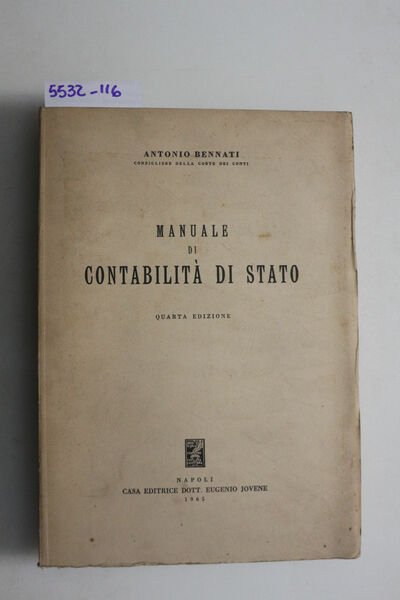 5532-116
ANTONIO BENNATI
CONSIGLIERE DELLA CORTE DEI CONTI
MANUALE
DI
CONTABILITÀ DI STATO
QUARTA EDIZIONE
NAPOLI
CASA EDITRICE DOTT. EUGENIO JOVENE
1965